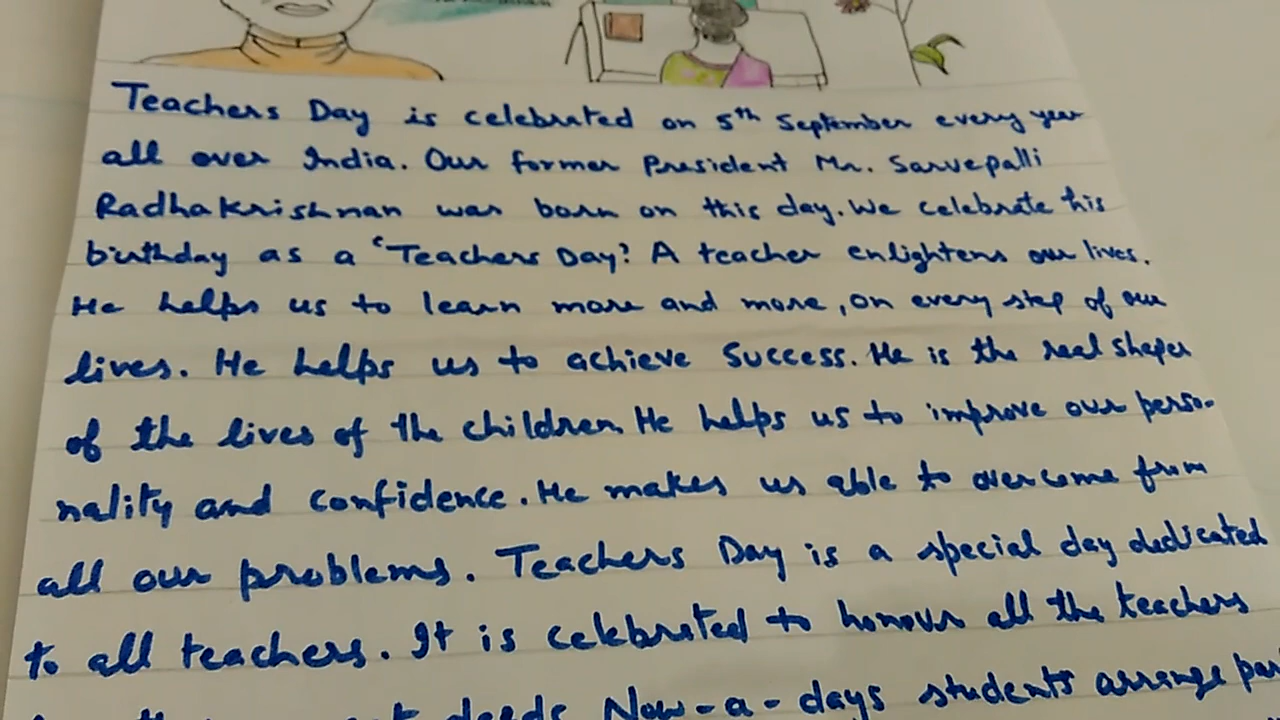 Teachers Day is celebrated on 5th September every year
all over India. Our former President Mr. Sarvepalli
Radhakrishnan was born on this day. We celebrate his
birthday as a 'Teachers Day'. A teacher enlightens our lives.
He helps us to learn more and more, on every step of our
lives. He helps us to achieve success. He is the real shaper
of the lives of the children. He helps us to improve our perso-
nality and confidence. He makes us able to overcome from
all our problems. Teachers Day is a special day dedicated
to all teachers. It is celebrated to honour all the teachers
deeds Now-a-days students arrange